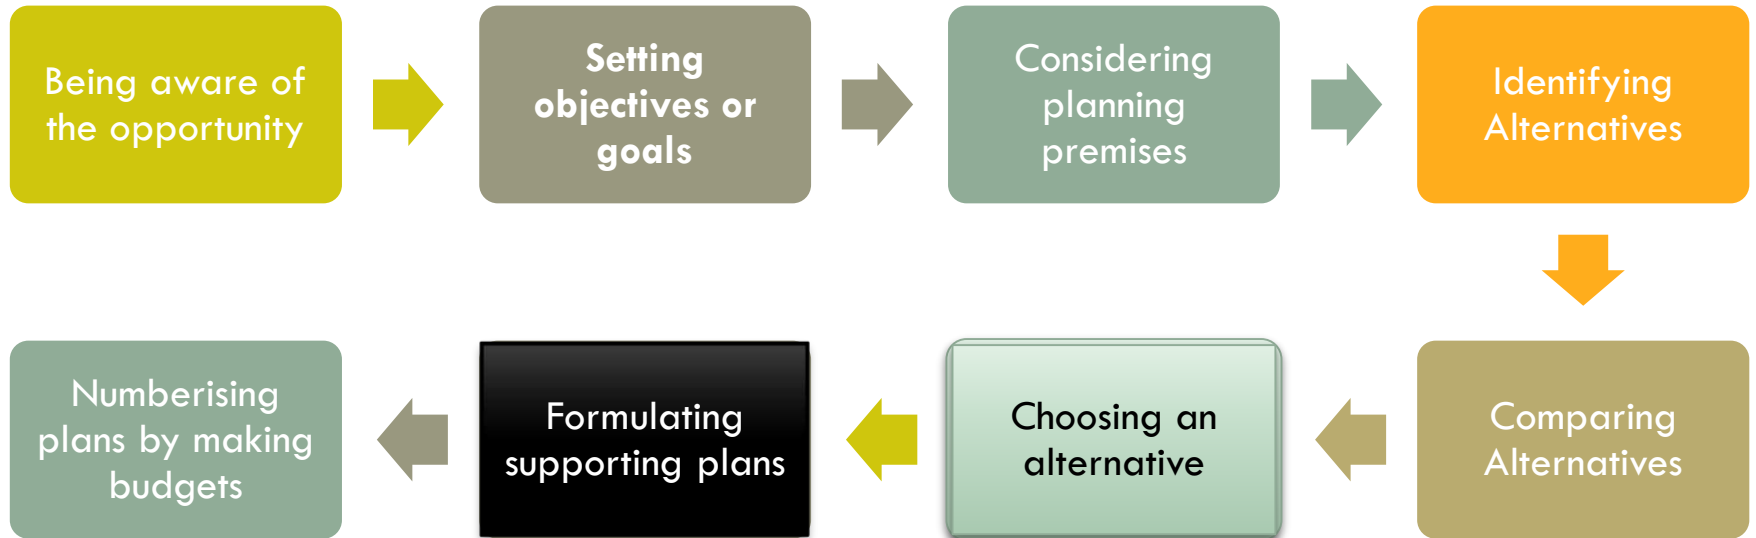 Being aware of
the opportunity
Setting
objectives or
goals
Considering
planning
premises
Identifying
Alternatives
Comparing
Alternatives
Choosing an
alternative
Formulating
supporting plans
Numberising
plans by making
budgets